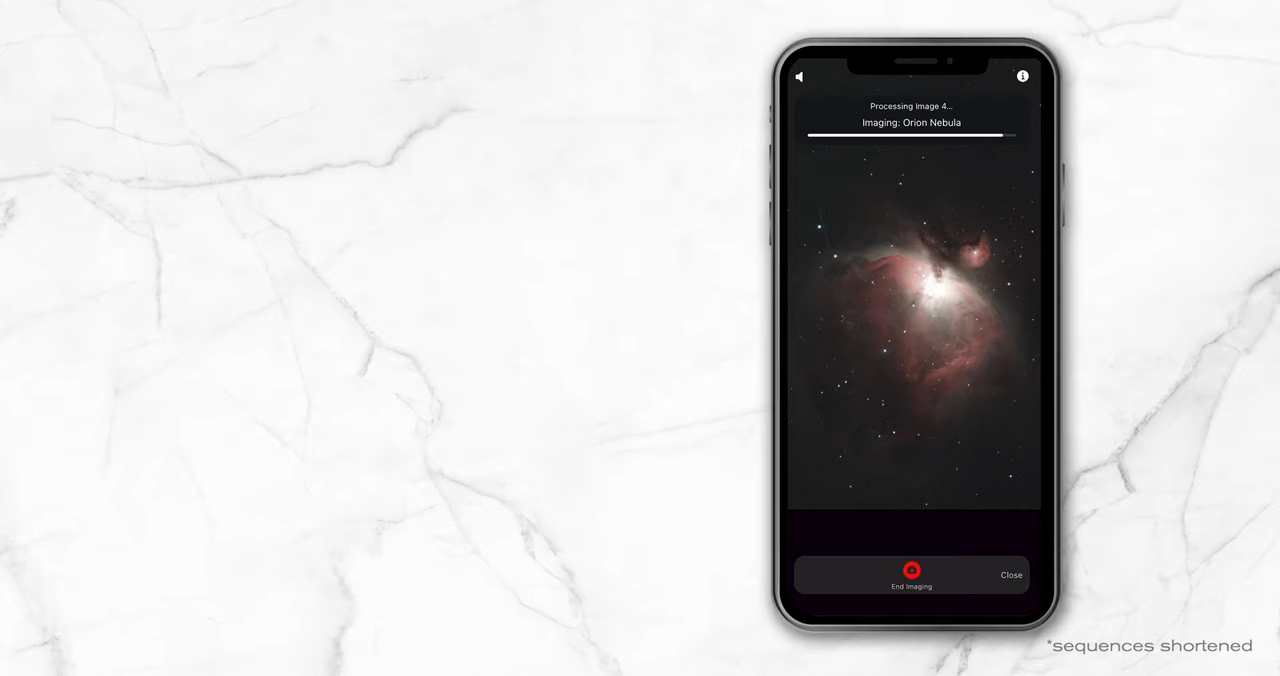 Processing Image 4...
Imaging: Orion Nebula
End Imaging
Close
*sequences shortened